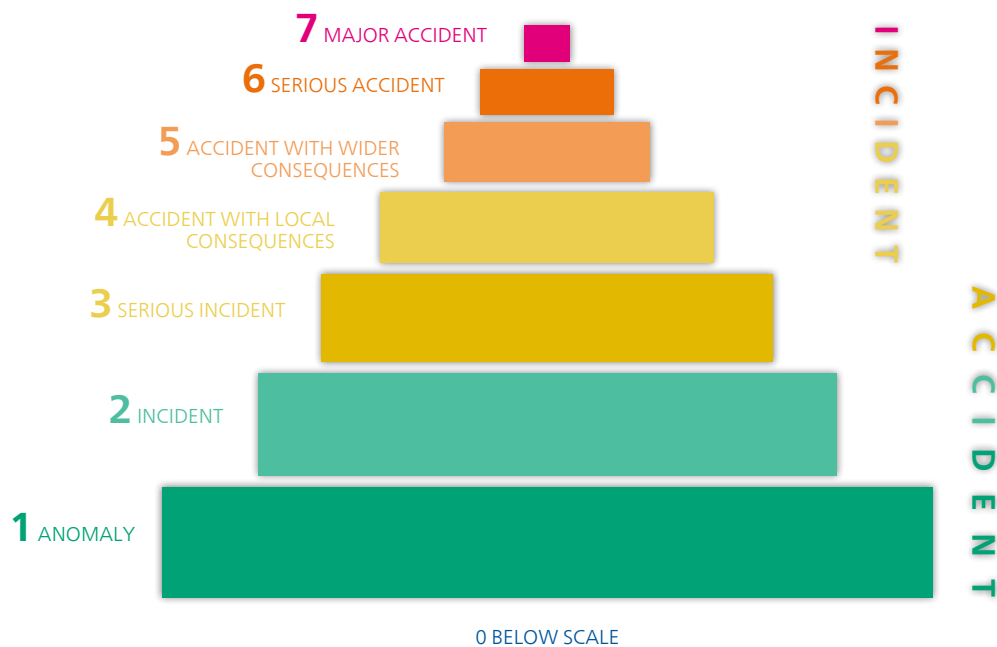 7 MAJOR ACCIDENT
6 SERIOUS ACCIDENT
5 ACCIDENT WITH WIDER
CONSEQUENCES
4 ACCIDENT WITH LOCAL
CONSEQUENCES
3 SERIOUS INCIDENT
2 INCIDENT
1 ANOMALY
0 BELOW SCALE
INCIDENT
ACCIDENT